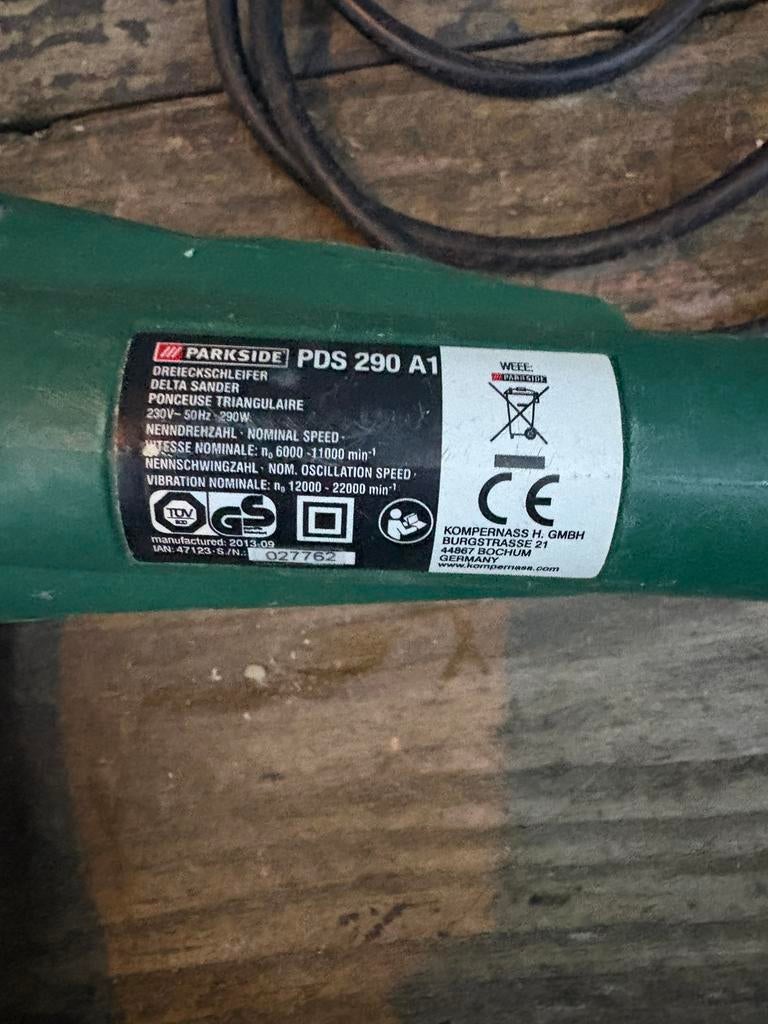 PARKSIDE PDS 290 A1
DREIECKSCHLEIFER
DELTA SANDER
PONCEUSE TRIANGULAIRE
230V~ 50Hz 290W
NENNDREHZAHL · NOMINAL SPEED ·
VITESSE NOMINALE: n₀ 6000 -11000 min⁻¹
NENNSCHWINGZAHL · NOM. OSCILLATION SPEED ·
VIBRATION NOMINALE: n₀ 12000 - 22000 min⁻¹
TÜV
SÜD
GS
manufactured: 2013-09
IAN: 47123 · S./N.: 027762
WEEE:
PARKSIDE
CE
KOMPERNASS H. GMBH
BURGSTRASSE 21
44867 BOCHUM
GERMANY
www.kompernass.com